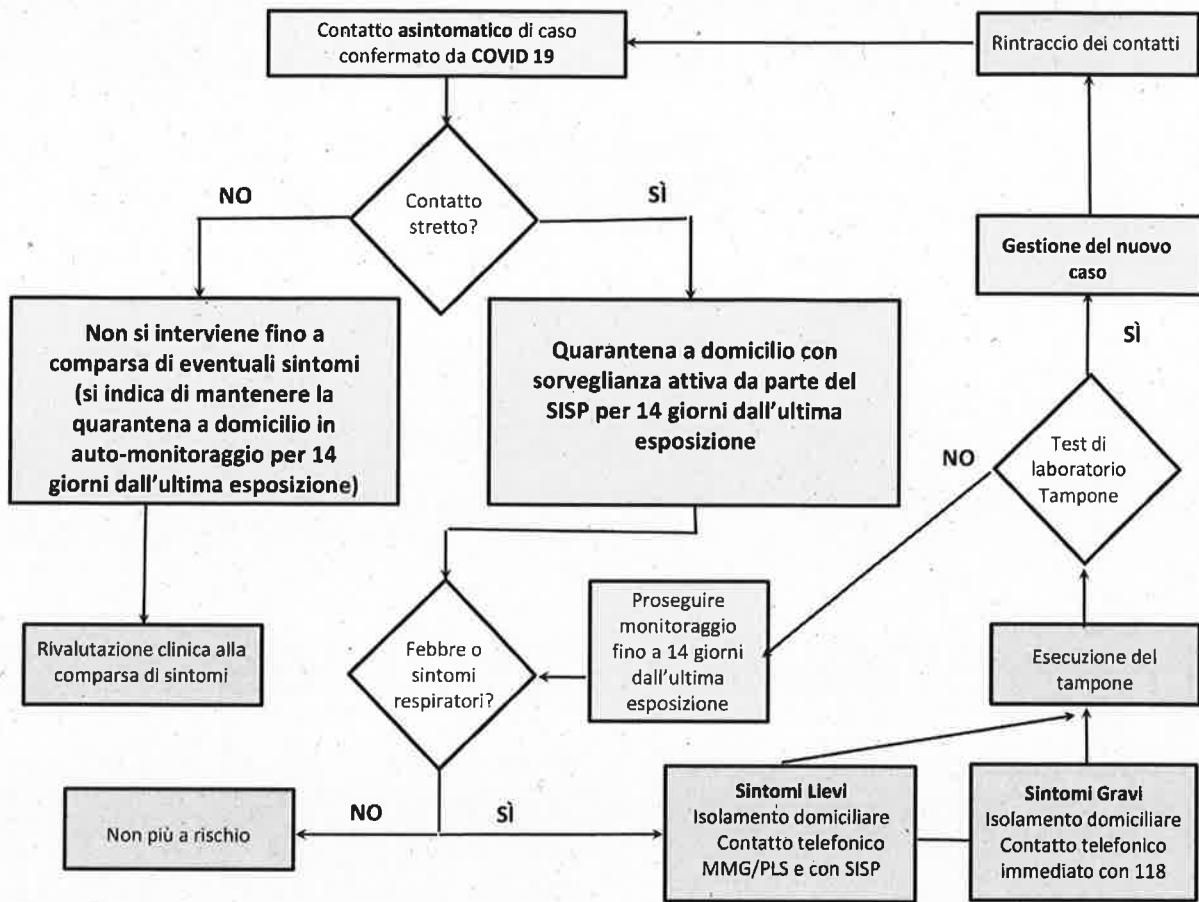 Contatto asintomatico di caso
confermato da COVID 19
Rintraccio dei contatti
NO
Contatto
stretto?
SÌ
Gestione del nuovo
caso
Non si interviene fino a
comparsa di eventuali sintomi
(si indica di mantenere la
quarantena a domicilio in
auto-monitoraggio per 14
giorni dall'ultima esposizione)
Quarantena a domicilio con
sorveglianza attiva da parte del
SISP per 14 giorni dall'ultima
esposizione
SÌ
NO
Test di
laboratorio
Tampone
Rivalutazione clinica alla
comparsa di sintomi
Febbre o
sintomi
respiratori?
Proseguire
monitoraggio
fino a 14 giorni
dall'ultima
esposizione
Esecuzione del
tampone
Non più a rischio
NO
SÌ
Sintomi Lievi
Isolamento domiciliare
Contatto telefonico
MMG/PLS e con SISP
Sintomi Gravi
Isolamento domiciliare
Contatto telefonico
immediato con 118